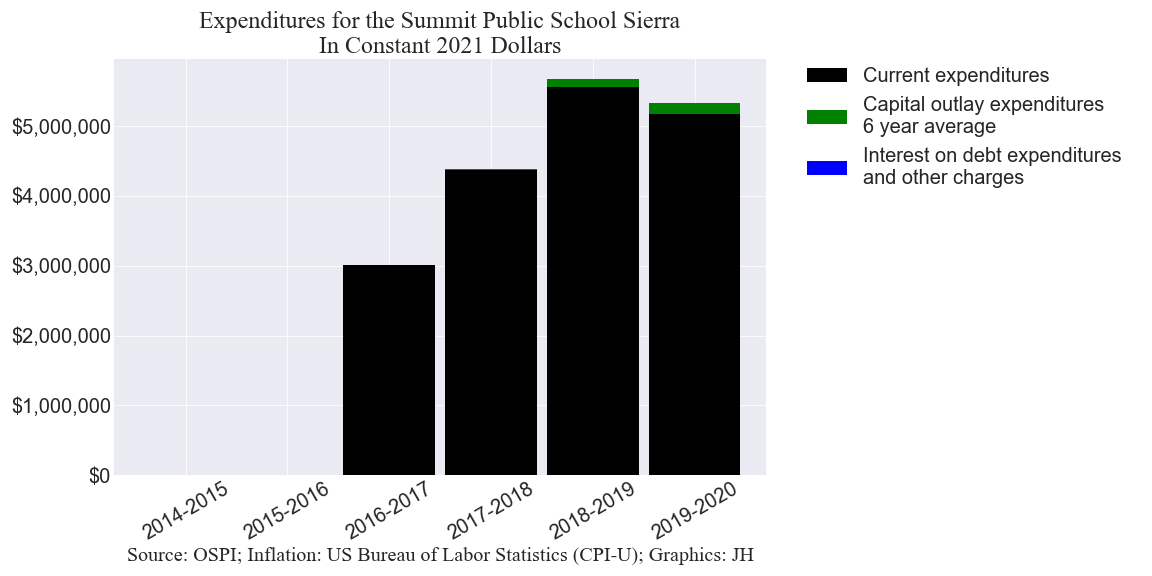 Expenditures for the Summit Public School Sierra
In Constant 2021 Dollars
Current expenditures
Capital outlay expenditures
6 year average
Interest on debt expenditures
and other charges
$5,000,000
$4,000,000
$3,000,000
$2,000,000
$1,000,000
$0
2014-2015
2015-2016
2016-2017
2017-2018
2018-2019
2019-2020
Source: OSPI; Inflation: US Bureau of Labor Statistics (CPI-U); Graphics: JH